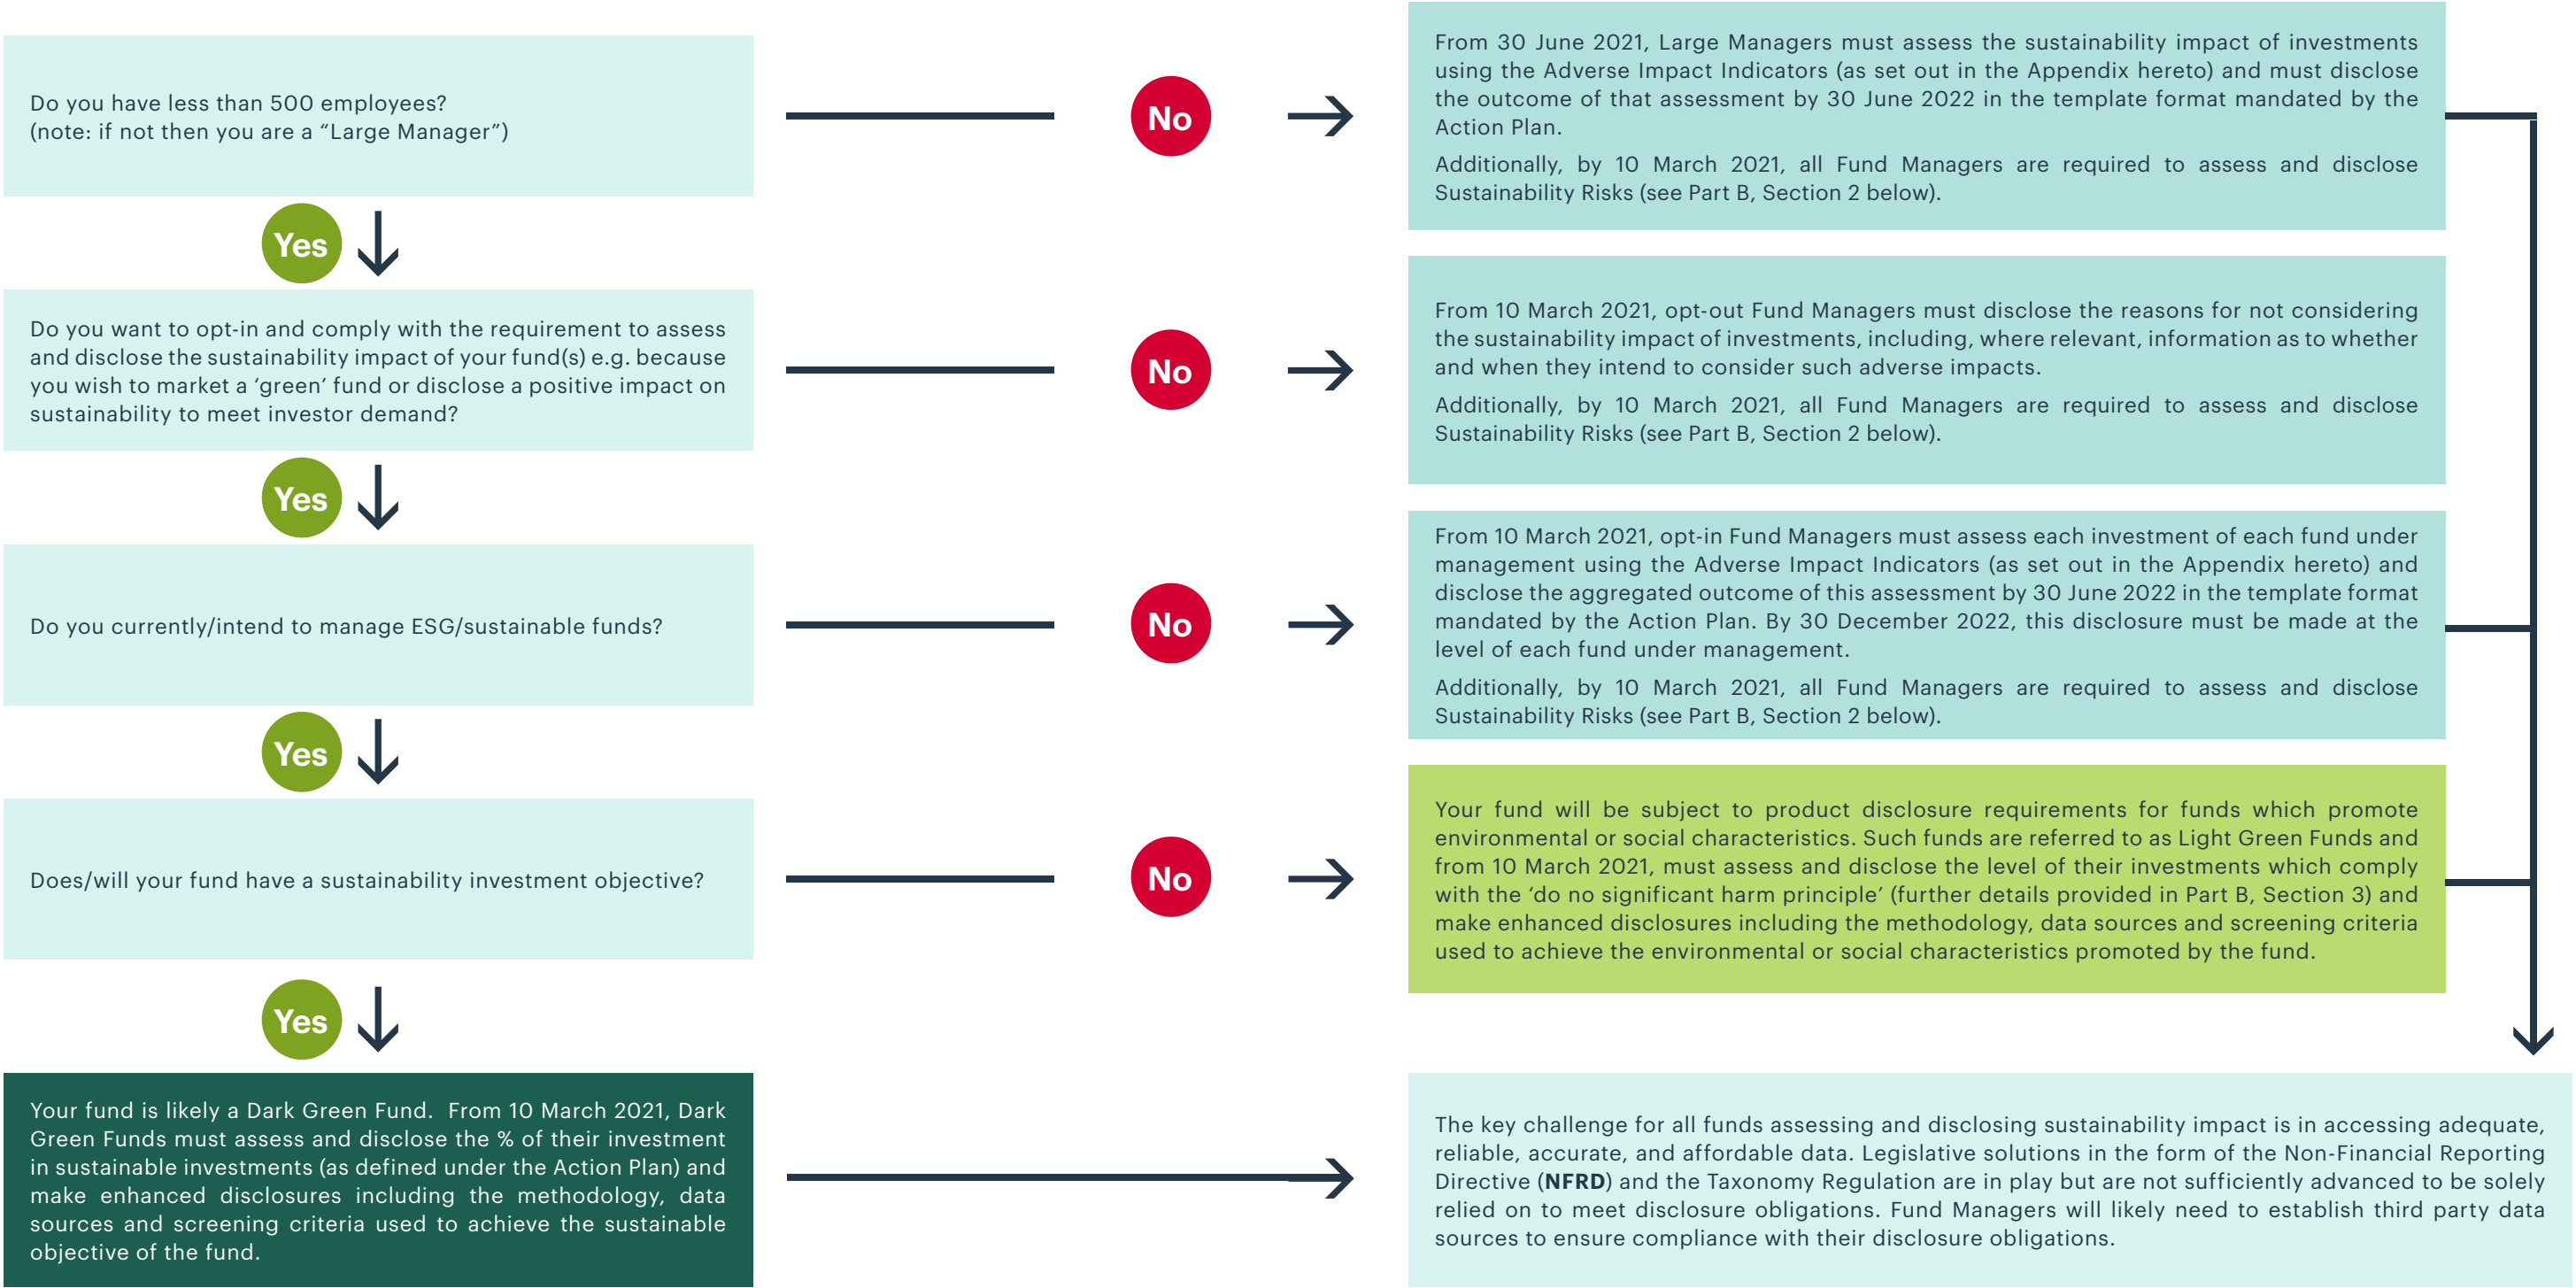 Do you have less than 500 employees?
(note: if not then you are a “Large Manager”)
No
From 30 June 2021, Large Managers must assess the sustainability impact of investments
using the Adverse Impact Indicators (as set out in the Appendix hereto) and must disclose
the outcome of that assessment by 30 June 2022 in the template format mandated by the
Action Plan.
Additionally, by 10 March 2021, all Fund Managers are required to assess and disclose
Sustainability Risks (see Part B, Section 2 below).
Yes
Do you want to opt-in and comply with the requirement to assess
and disclose the sustainability impact of your fund(s) e.g. because
you wish to market a ‘green’ fund or disclose a positive impact on
sustainability to meet investor demand?
No
From 10 March 2021, opt-out Fund Managers must disclose the reasons for not considering
the sustainability impact of investments, including, where relevant, information as to whether
and when they intend to consider such adverse impacts.
Additionally, by 10 March 2021, all Fund Managers are required to assess and disclose
Sustainability Risks (see Part B, Section 2 below).
Yes
Do you currently/intend to manage ESG/sustainable funds?
No
From 10 March 2021, opt-in Fund Managers must assess each investment of each fund under
management using the Adverse Impact Indicators (as set out in the Appendix hereto) and
disclose the aggregated outcome of this assessment by 30 June 2022 in the template format
mandated by the Action Plan. By 30 December 2022, this disclosure must be made at the
level of each fund under management.
Additionally, by 10 March 2021, all Fund Managers are required to assess and disclose
Sustainability Risks (see Part B, Section 2 below).
Yes
Does/will your fund have a sustainability investment objective?
No
Your fund will be subject to product disclosure requirements for funds which promote
environmental or social characteristics. Such funds are referred to as Light Green Funds and
from 10 March 2021, must assess and disclose the level of their investments which comply
with the ‘do no significant harm principle’ (further details provided in Part B, Section 3) and
make enhanced disclosures including the methodology, data sources and screening criteria
used to achieve the environmental or social characteristics promoted by the fund.
Yes
Your fund is likely a Dark Green Fund. From 10 March 2021, Dark
Green Funds must assess and disclose the % of their investment
in sustainable investments (as defined under the Action Plan) and
make enhanced disclosures including the methodology, data
sources and screening criteria used to achieve the sustainable
objective of the fund.
The key challenge for all funds assessing and disclosing sustainability impact is in accessing adequate,
reliable, accurate, and affordable data. Legislative solutions in the form of the Non-Financial Reporting
Directive (NFRD) and the Taxonomy Regulation are in play but are not sufficiently advanced to be solely
relied on to meet disclosure obligations. Fund Managers will likely need to establish third party data
sources to ensure compliance with their disclosure obligations.